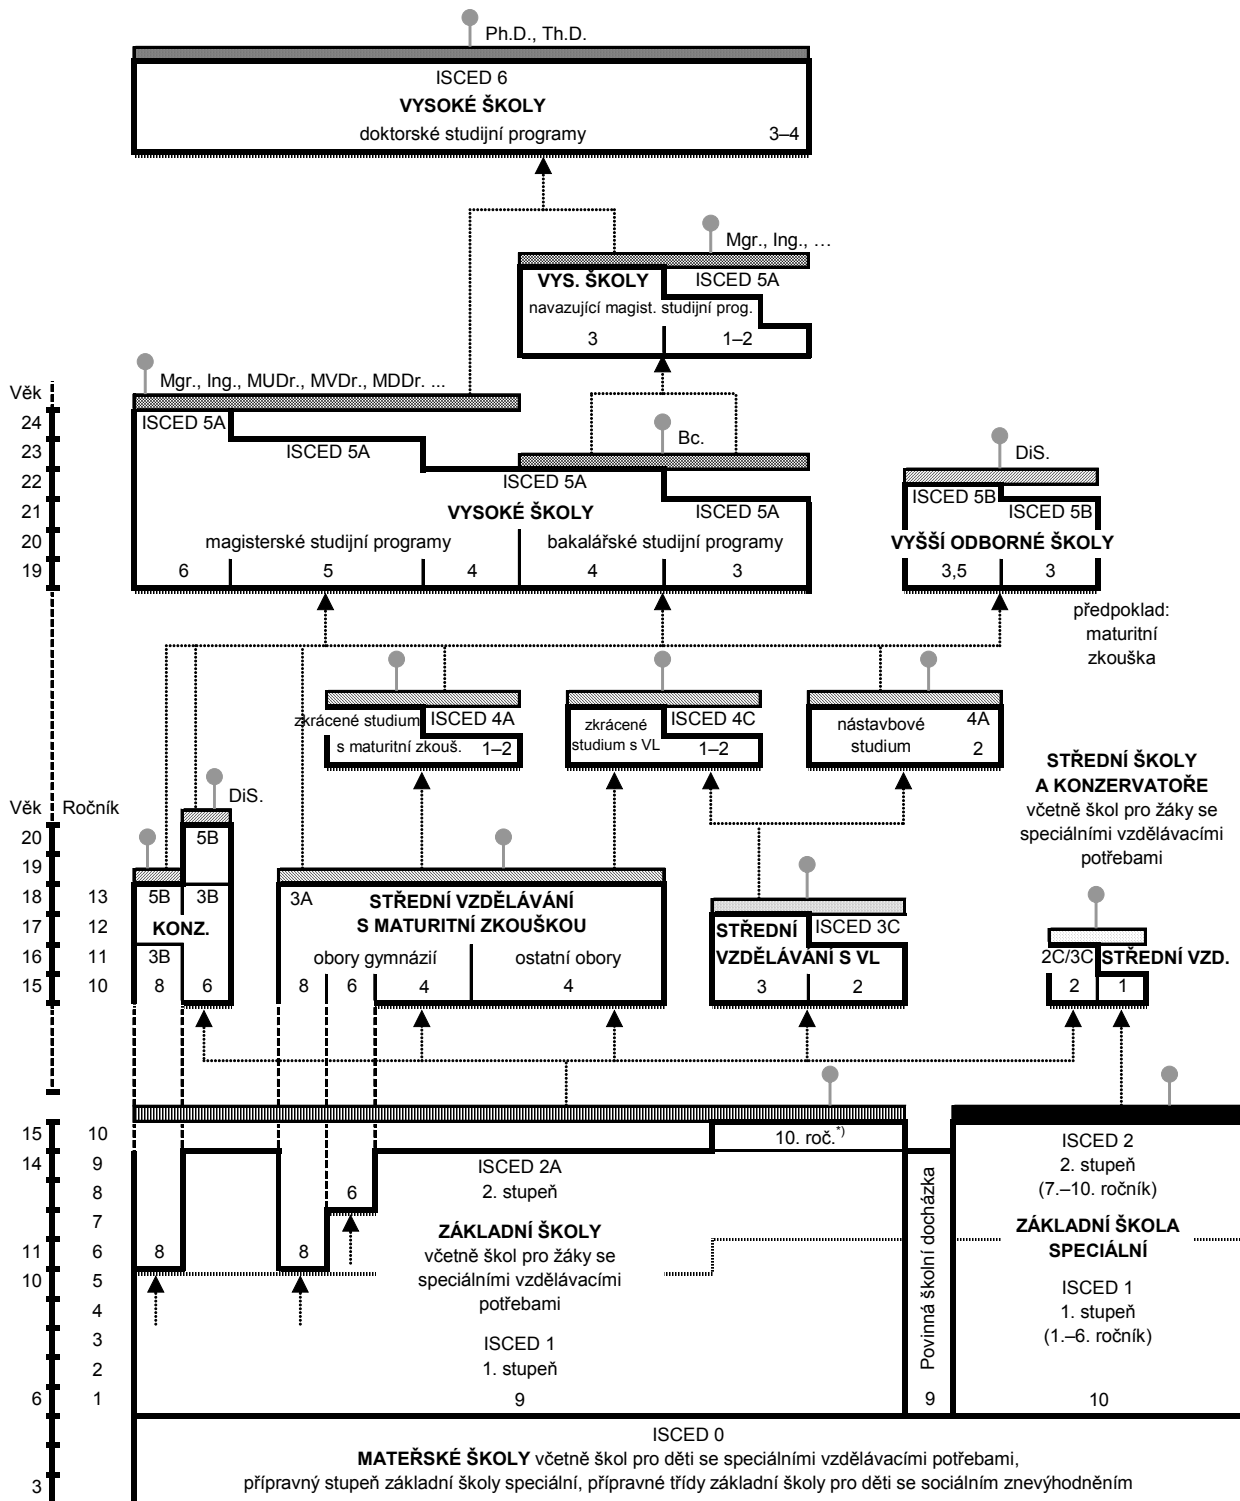 Ph.D., Th.D.
ISCED 6
VYSOKÉ ŠKOLY
doktorské studijní programy 3–4
Mgr., Ing., …
VYS. ŠKOLY ISCED 5A
navazující magist. studijní prog.
3 1–2
Mgr., Ing., MUDr., MVDr., MDDr. ...
Věk
24 ISCED 5A
Bc.
23 ISCED 5A
DiS.
22 ISCED 5A
ISCED 5B
21 VYSOKÉ ŠKOLY ISCED 5A ISCED 5B
20 magisterské studijní programy bakalářské studijní programy VYŠŠÍ ODBORNÉ ŠKOLY
19 6 5 4 4 3 3,5 3
předpoklad:
maturitní
zkouška
zkrácené studium ISCED 4A zkrácené ISCED 4C nástavbové 4A
s maturitní zkouš. 1–2 studium s VL 1–2 studium 2
STŘEDNÍ ŠKOLY
A KONZERVATOŘE
včetně škol pro žáky se
speciálními vzdělávacími
potřebami
DiS.
Věk Ročník
20 5B
19
18 13 5B 3B 3A STŘEDNÍ VZDĚLÁVÁNÍ
17 12 KONZ. S MATURITNÍ ZKOUŠKOU STŘEDNÍ ISCED 3C
16 11 3B obory gymnázií ostatní obory VZDĚLÁVÁNÍ S VL 2C/3C STŘEDNÍ VZD.
15 10 8 6 8 6 4 4 3 2 2 1
15 10 10. roč.*) ISCED 2
14 9 ISCED 2A 2. stupeň
8 6 2. stupeň (7.–10. ročník)
7 ZÁKLADNÍ ŠKOLY ZÁKLADNÍ ŠKOLA
11 6 8 8 včetně škol pro žáky se SPECIÁLNÍ
10 5 speciálními vzdělávacími ISCED 1
4 potřebami 1. stupeň
3 ISCED 1 (1.–6. ročník)
2 1. stupeň
Povinná školní docházka
6 1 9 9 10
ISCED 0
MATEŘSKÉ ŠKOLY včetně škol pro děti se speciálními vzdělávacími potřebami,
3 přípravný stupeň základní školy speciální, přípravné třídy základní školy pro děti se sociálním znevýhodněním